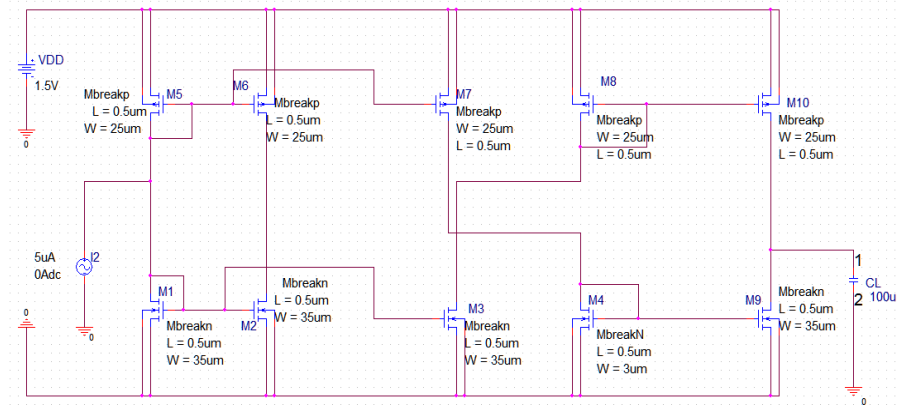 VDD
1.5V
0
M5
Mbreakp
L = 0.5um
W = 25um
M6
Mbreakp
L = 0.5um
W = 25um
M7
Mbreakp
W = 25um
L = 0.5um
M8
Mbreakp
W = 25um
L = 0.5um
M10
Mbreakp
W = 25um
L = 0.5um
5uA
0Adc
I2
0
0
M1
Mbreakn
L = 0.5um
W = 35um
M2
Mbreakn
L = 0.5um
W = 35um
M3
Mbreakn
L = 0.5um
W = 35um
M4
MbreakN
L = 0.5um
W = 3um
M9
Mbreakn
L = 0.5um
W = 35um
1
CL
100u
2
0